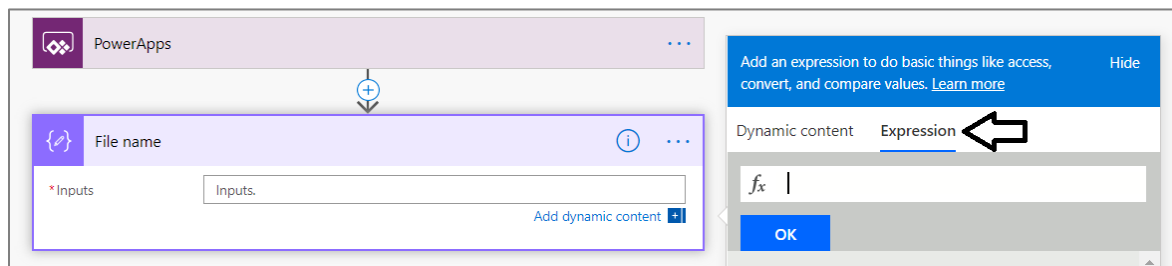 PowerApps
File name
*Inputs
Inputs.
Add dynamic content
Add an expression to do basic things like access,
convert, and compare values. Learn more
Hide
Dynamic content
Expression
fx
OK